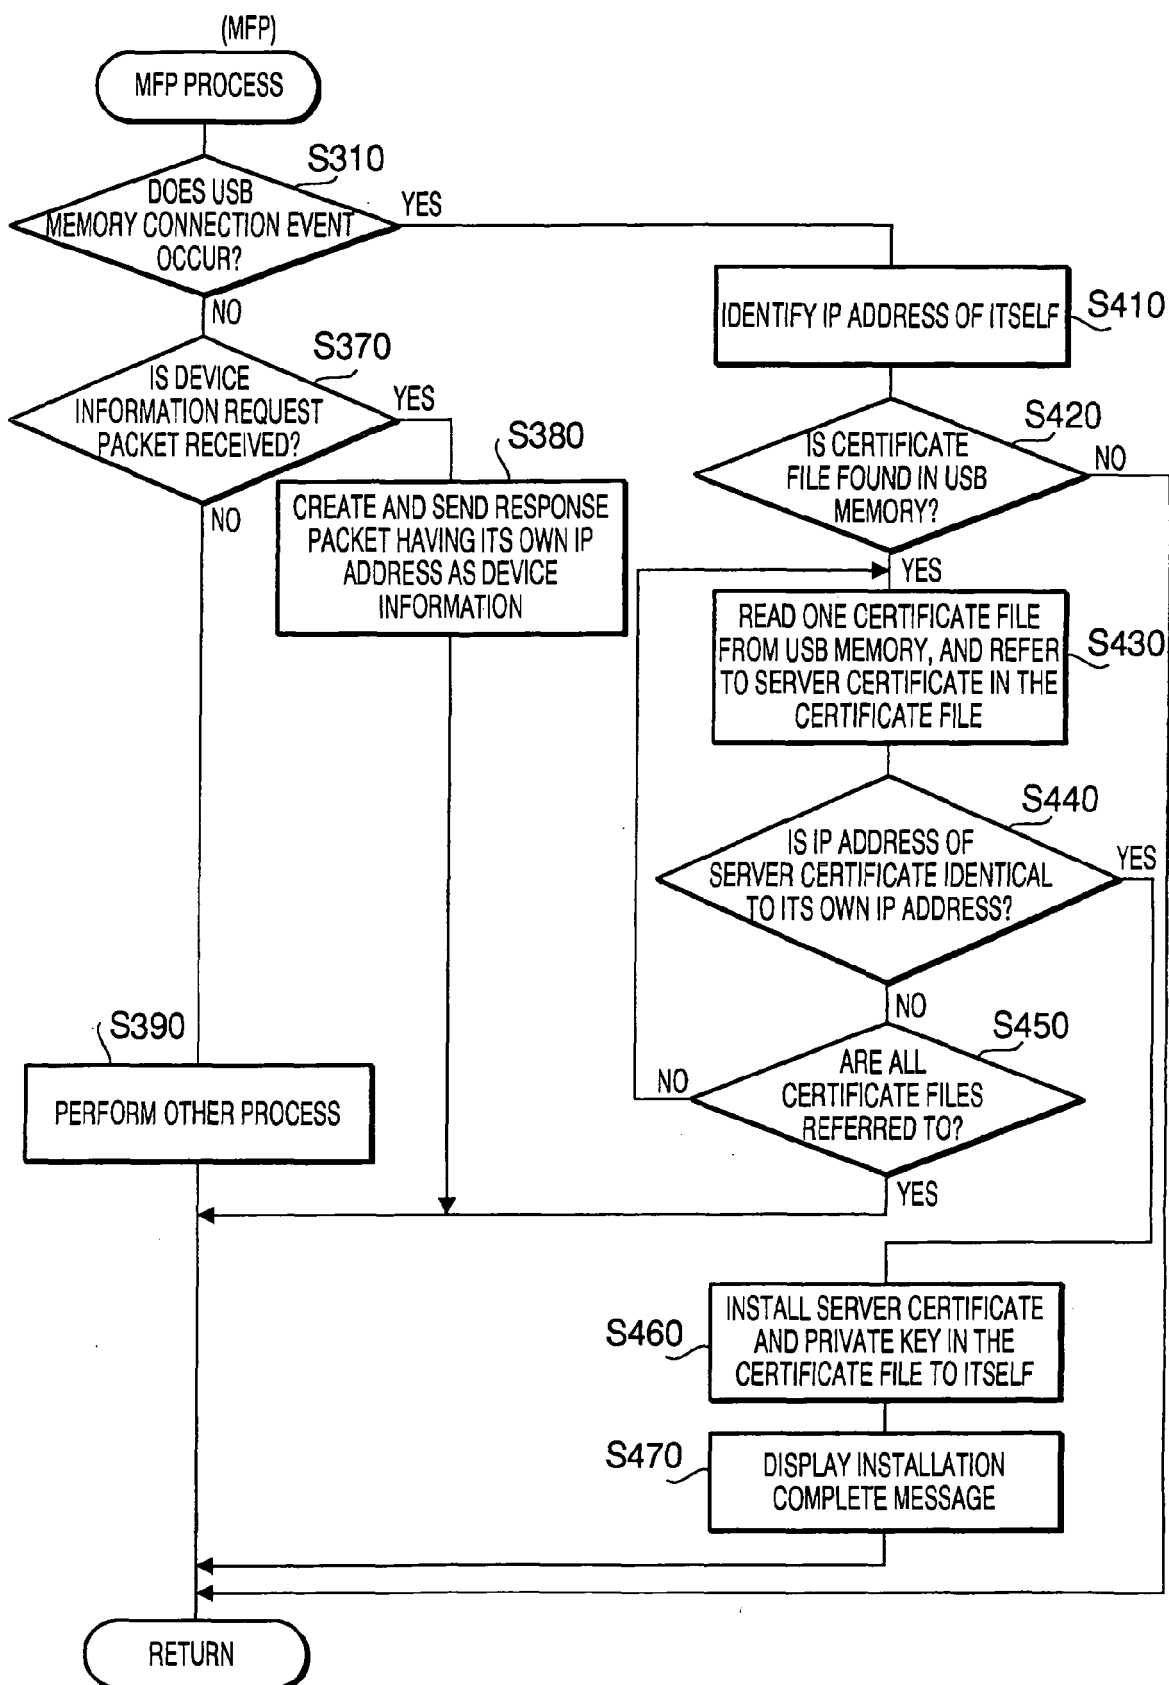 (MFP)
MFP PROCESS
S310
DOES USB
MEMORY CONNECTION EVENT
OCCUR?
YES
NO
S370
IS DEVICE
INFORMATION REQUEST
PACKET RECEIVED?
YES
NO
S380
CREATE AND SEND RESPONSE
PACKET HAVING ITS OWN IP
ADDRESS AS DEVICE
INFORMATION
S390
PERFORM OTHER PROCESS
IDENTIFY IP ADDRESS OF ITSELF
S410
S420
IS CERTIFICATE
FILE FOUND IN USB
MEMORY?
NO
YES
READ ONE CERTIFICATE FILE
FROM USB MEMORY, AND REFER
TO SERVER CERTIFICATE IN THE
CERTIFICATE FILE
S430
S440
IS IP ADDRESS OF
SERVER CERTIFICATE IDENTICAL
TO ITS OWN IP ADDRESS?
YES
NO
S450
ARE ALL
CERTIFICATE FILES
REFERRED TO?
NO
YES
S460
INSTALL SERVER CERTIFICATE
AND PRIVATE KEY IN THE
CERTIFICATE FILE TO ITSELF
S470
DISPLAY INSTALLATION
COMPLETE MESSAGE
RETURN